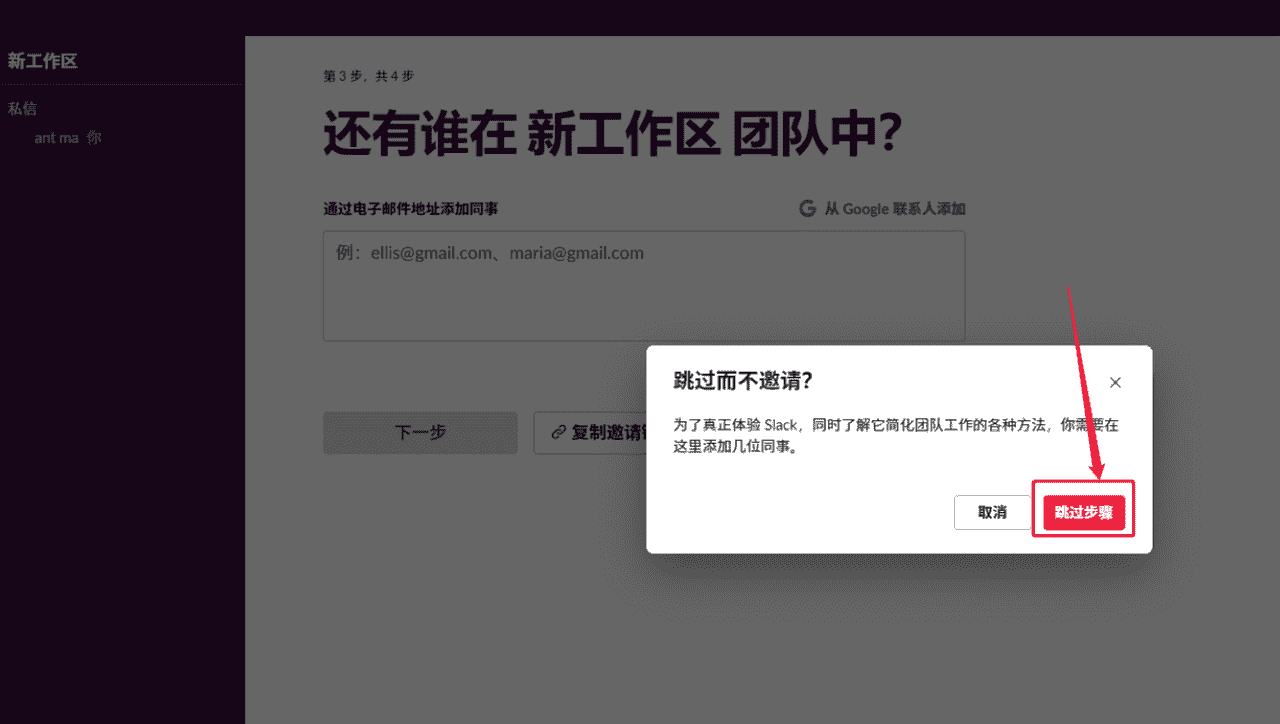 新工作区
私信
ant ma 你
第 3 步，共 4 步
还有谁在 新工作区 团队中？
通过电子邮件地址添加同事
从 Google 联系人添加
例：ellis@gmail.com、maria@gmail.com
下一步
复制邀请
跳过而不邀请？
为了真正体验 Slack，同时了解它简化团队工作的各种方法，你需要在
这里添加几位同事。
取消
跳过步骤